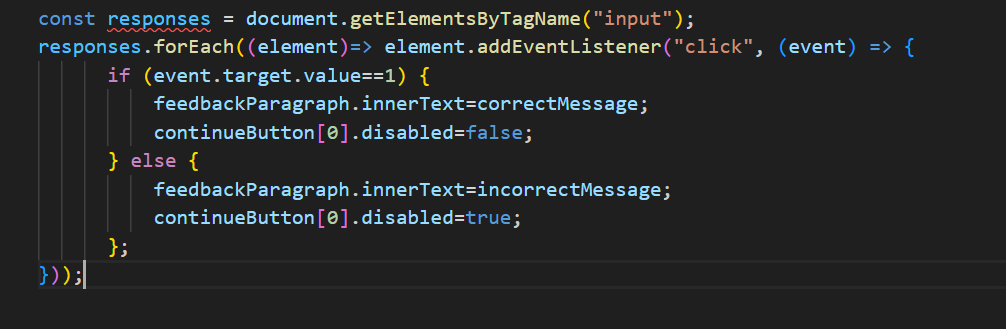 const responses = document.getElementsByTagName("input");
responses.forEach((element)=> element.addEventListener("click", (event) => {
if (event.target.value==1) {
feedbackParagraph.innerText=correctMessage;
continueButton[0].disabled=false;
} else {
feedbackParagraph.innerText=incorrectMessage;
continueButton[0].disabled=true;
};
}));